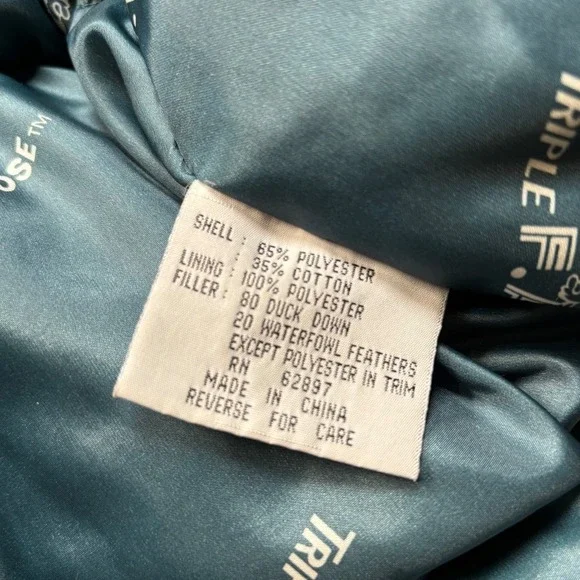 OSE™
TRIPLE F.
SHELL : 65% POLYESTER
35% COTTON
LINING : 100% POLYESTER
FILLER : 80 DUCK DOWN
20 WATERFOWL FEATHERS
EXCEPT POLYESTER IN TRIM
RN 62897
MADE IN CHINA
REVERSE FOR CARE
TRI